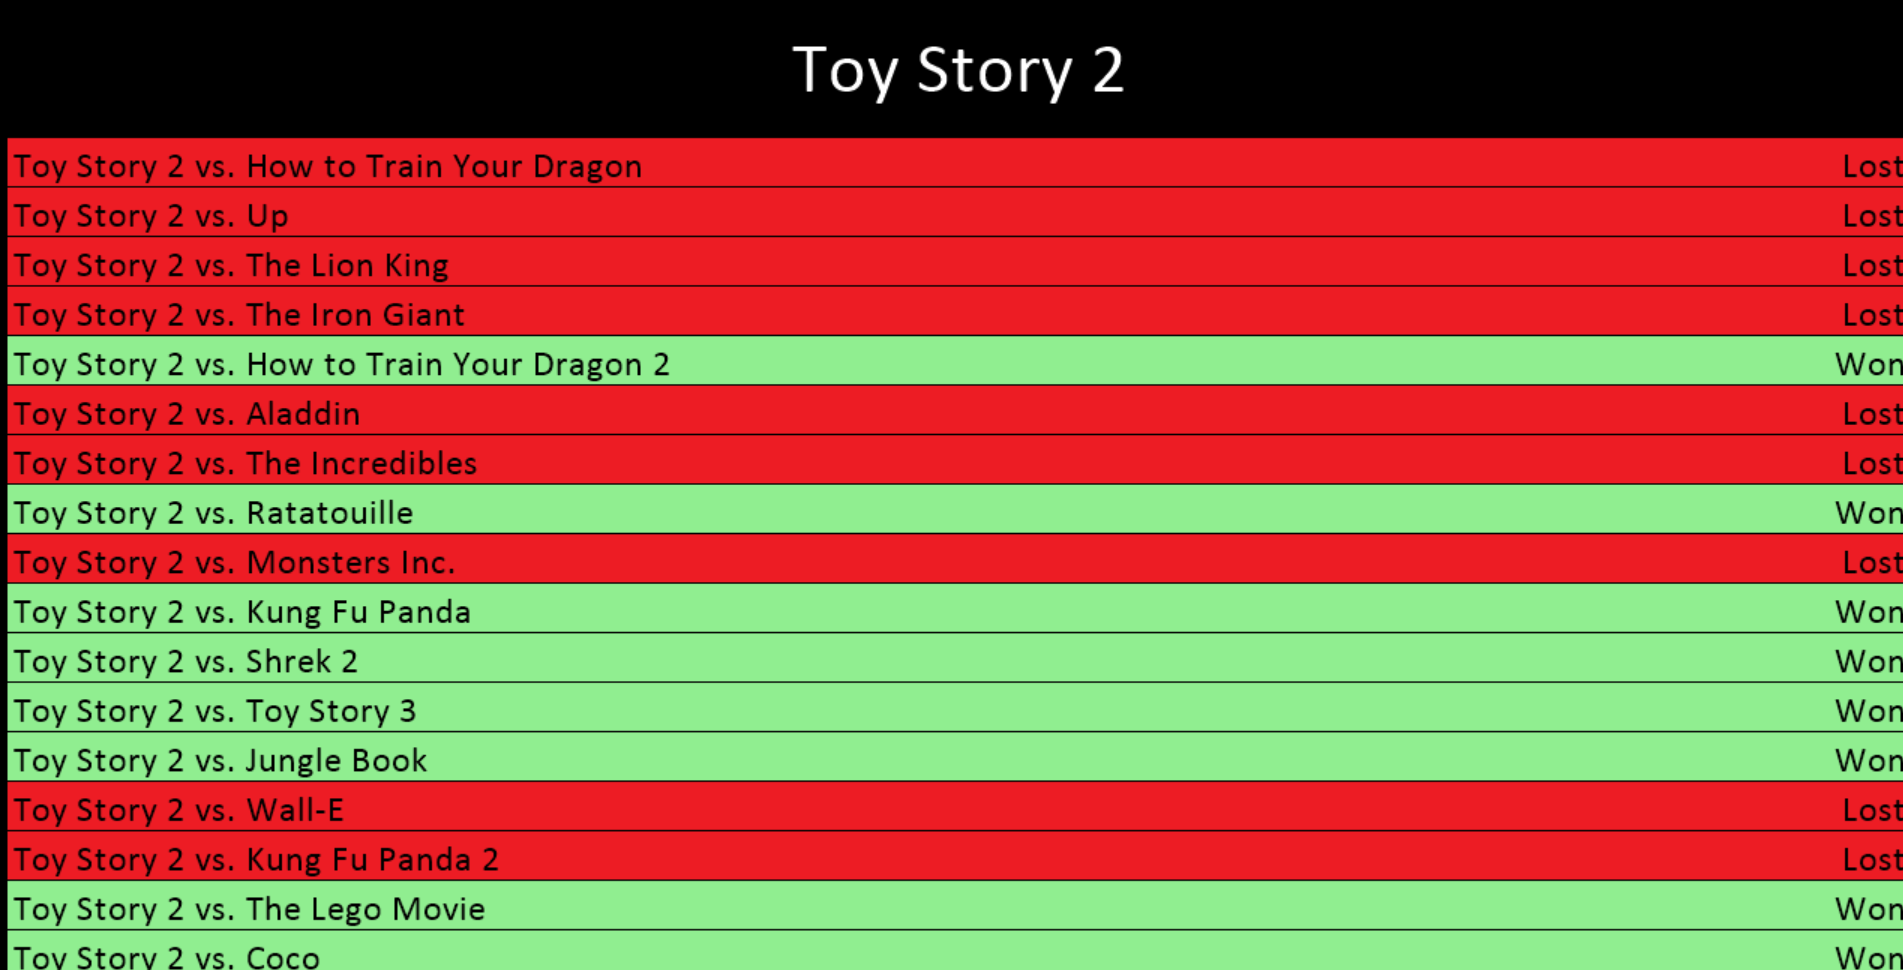 Toy Story 2
Toy Story 2 vs. How to Train Your Dragon Lost
Toy Story 2 vs. Up Lost
Toy Story 2 vs. The Lion King Lost
Toy Story 2 vs. The Iron Giant Lost
Toy Story 2 vs. How to Train Your Dragon 2 Won
Toy Story 2 vs. Aladdin Lost
Toy Story 2 vs. The Incredibles Lost
Toy Story 2 vs. Ratatouille Won
Toy Story 2 vs. Monsters Inc. Lost
Toy Story 2 vs. Kung Fu Panda Won
Toy Story 2 vs. Shrek 2 Won
Toy Story 2 vs. Toy Story 3 Won
Toy Story 2 vs. Jungle Book Won
Toy Story 2 vs. Wall-E Lost
Toy Story 2 vs. Kung Fu Panda 2 Lost
Toy Story 2 vs. The Lego Movie Won
Toy Story 2 vs. Coco Won